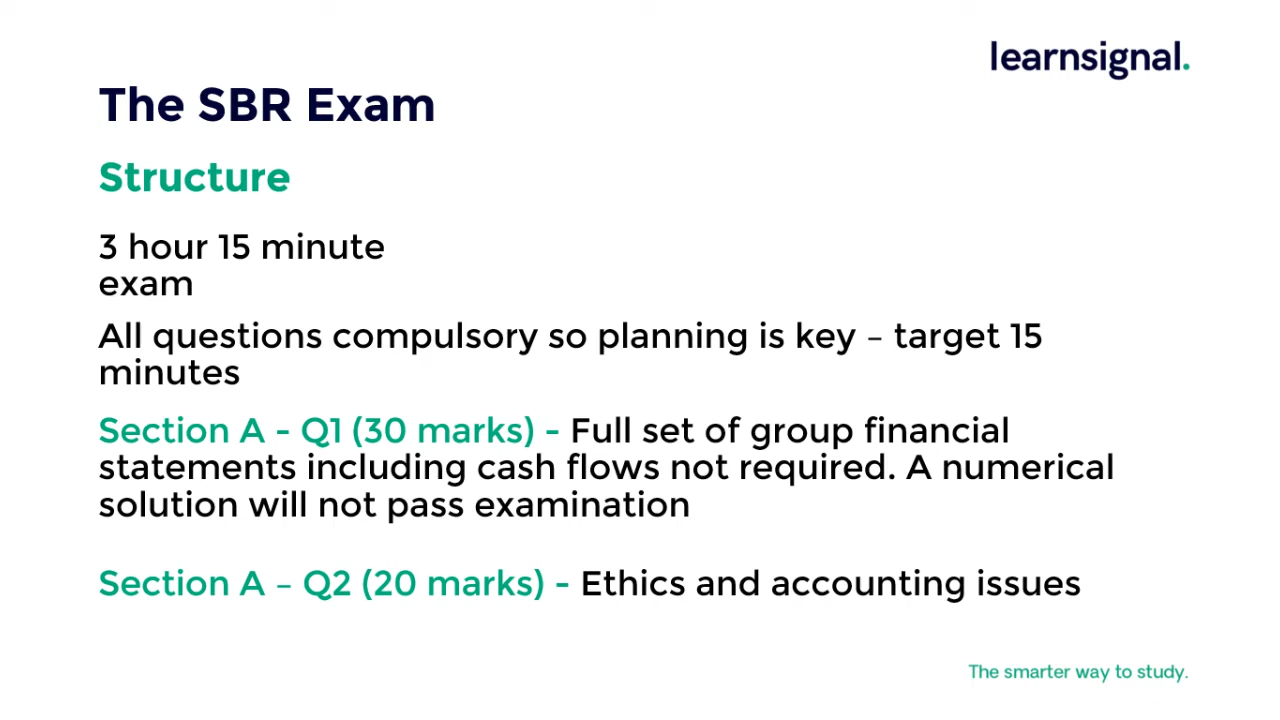 learnsignal.
The SBR Exam
Structure
3 hour 15 minute
exam
All questions compulsory so planning is key – target 15
minutes
Section A - Q1 (30 marks) - Full set of group financial
statements including cash flows not required. A numerical
solution will not pass examination
Section A – Q2 (20 marks) - Ethics and accounting issues
The smarter way to study.